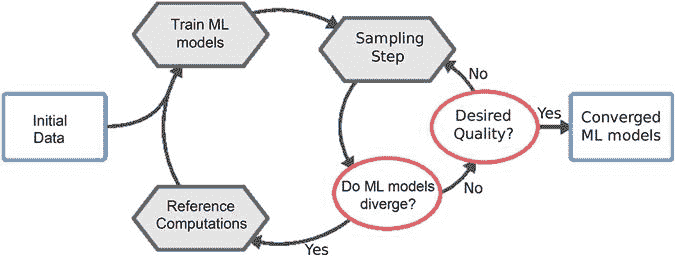 Train ML
models
Sampling
Step
No
Initial
Data
Desired
Quality?
Yes
Converged
ML models
Do ML models
diverge?
No
Reference
Computations
Yes